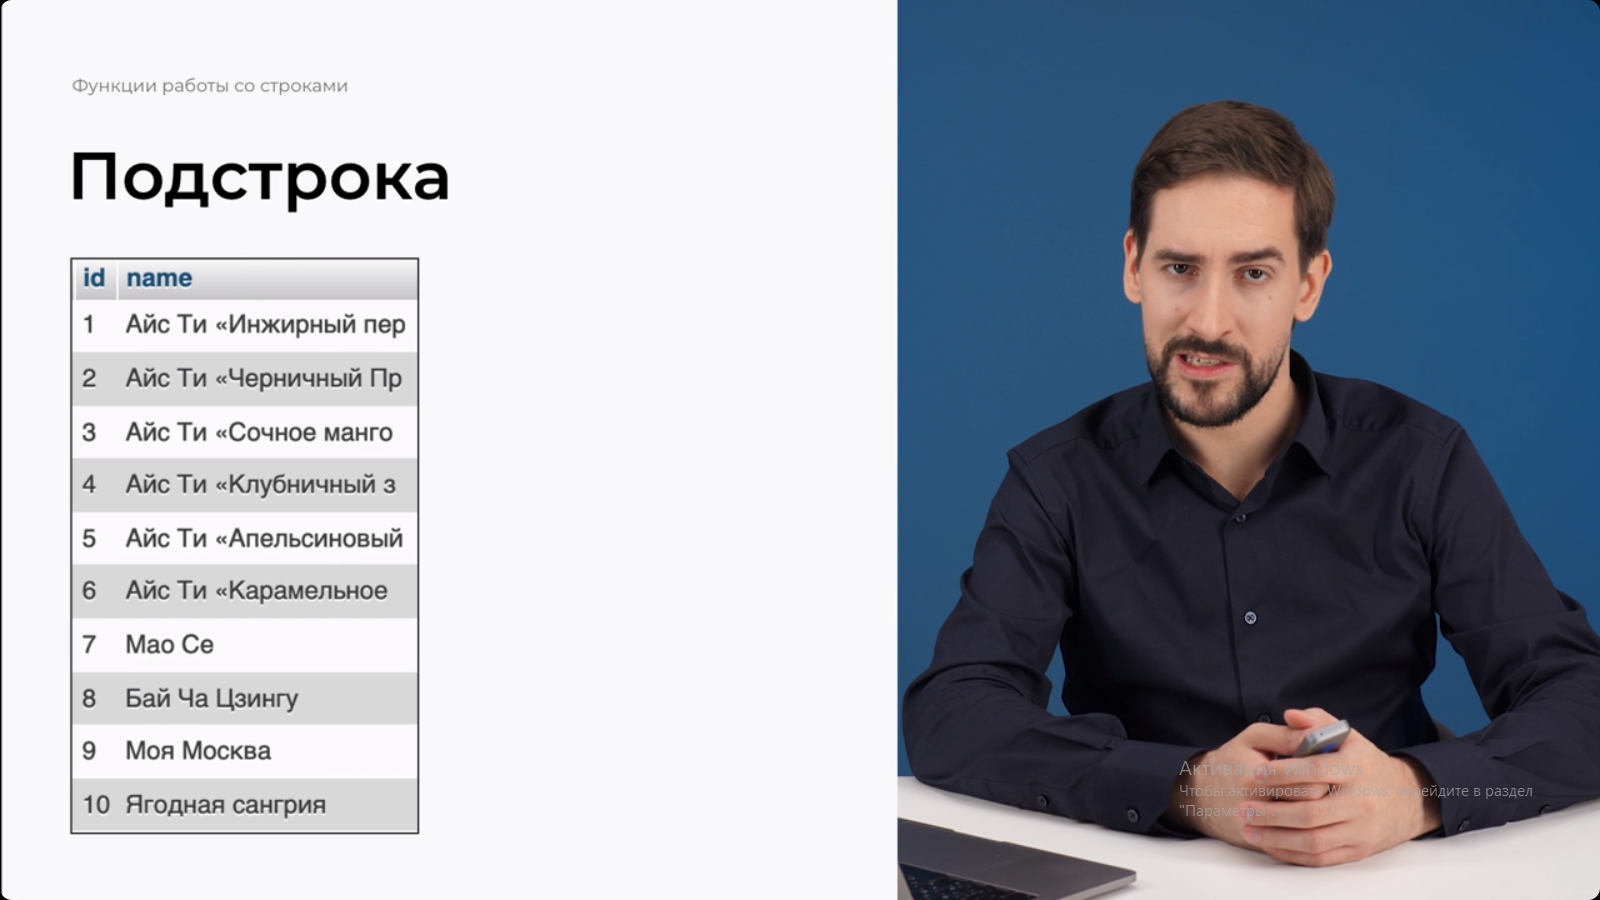 Функции работы со строками
Подстрока
id name
1 Айс Ти «Инжирный пер
2 Айс Ти «Черничный Пр
3 Айс Ти «Сочное манго
4 Айс Ти «Клубничный з
5 Айс Ти «Апельсиновый
6 Айс Ти «Карамельное
7 Мао Се
8 Бай Ча Цзингу
9 Моя Москва
10 Ягодная сангрия
Активация Windows
Чтобы активировать Windows, перейдите в раздел
"Параметры".